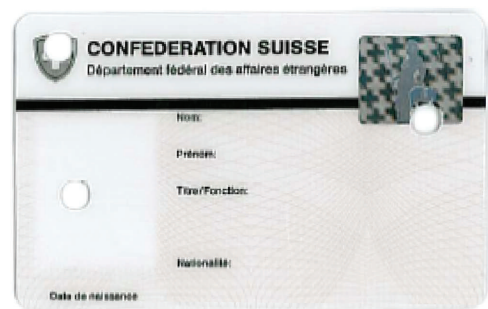 CONFEDERATION SUISSE
Département fédéral des affaires étrangères
Nom:
Prénom:
Titre/Fonction:
Nationalité:
Date de naissance